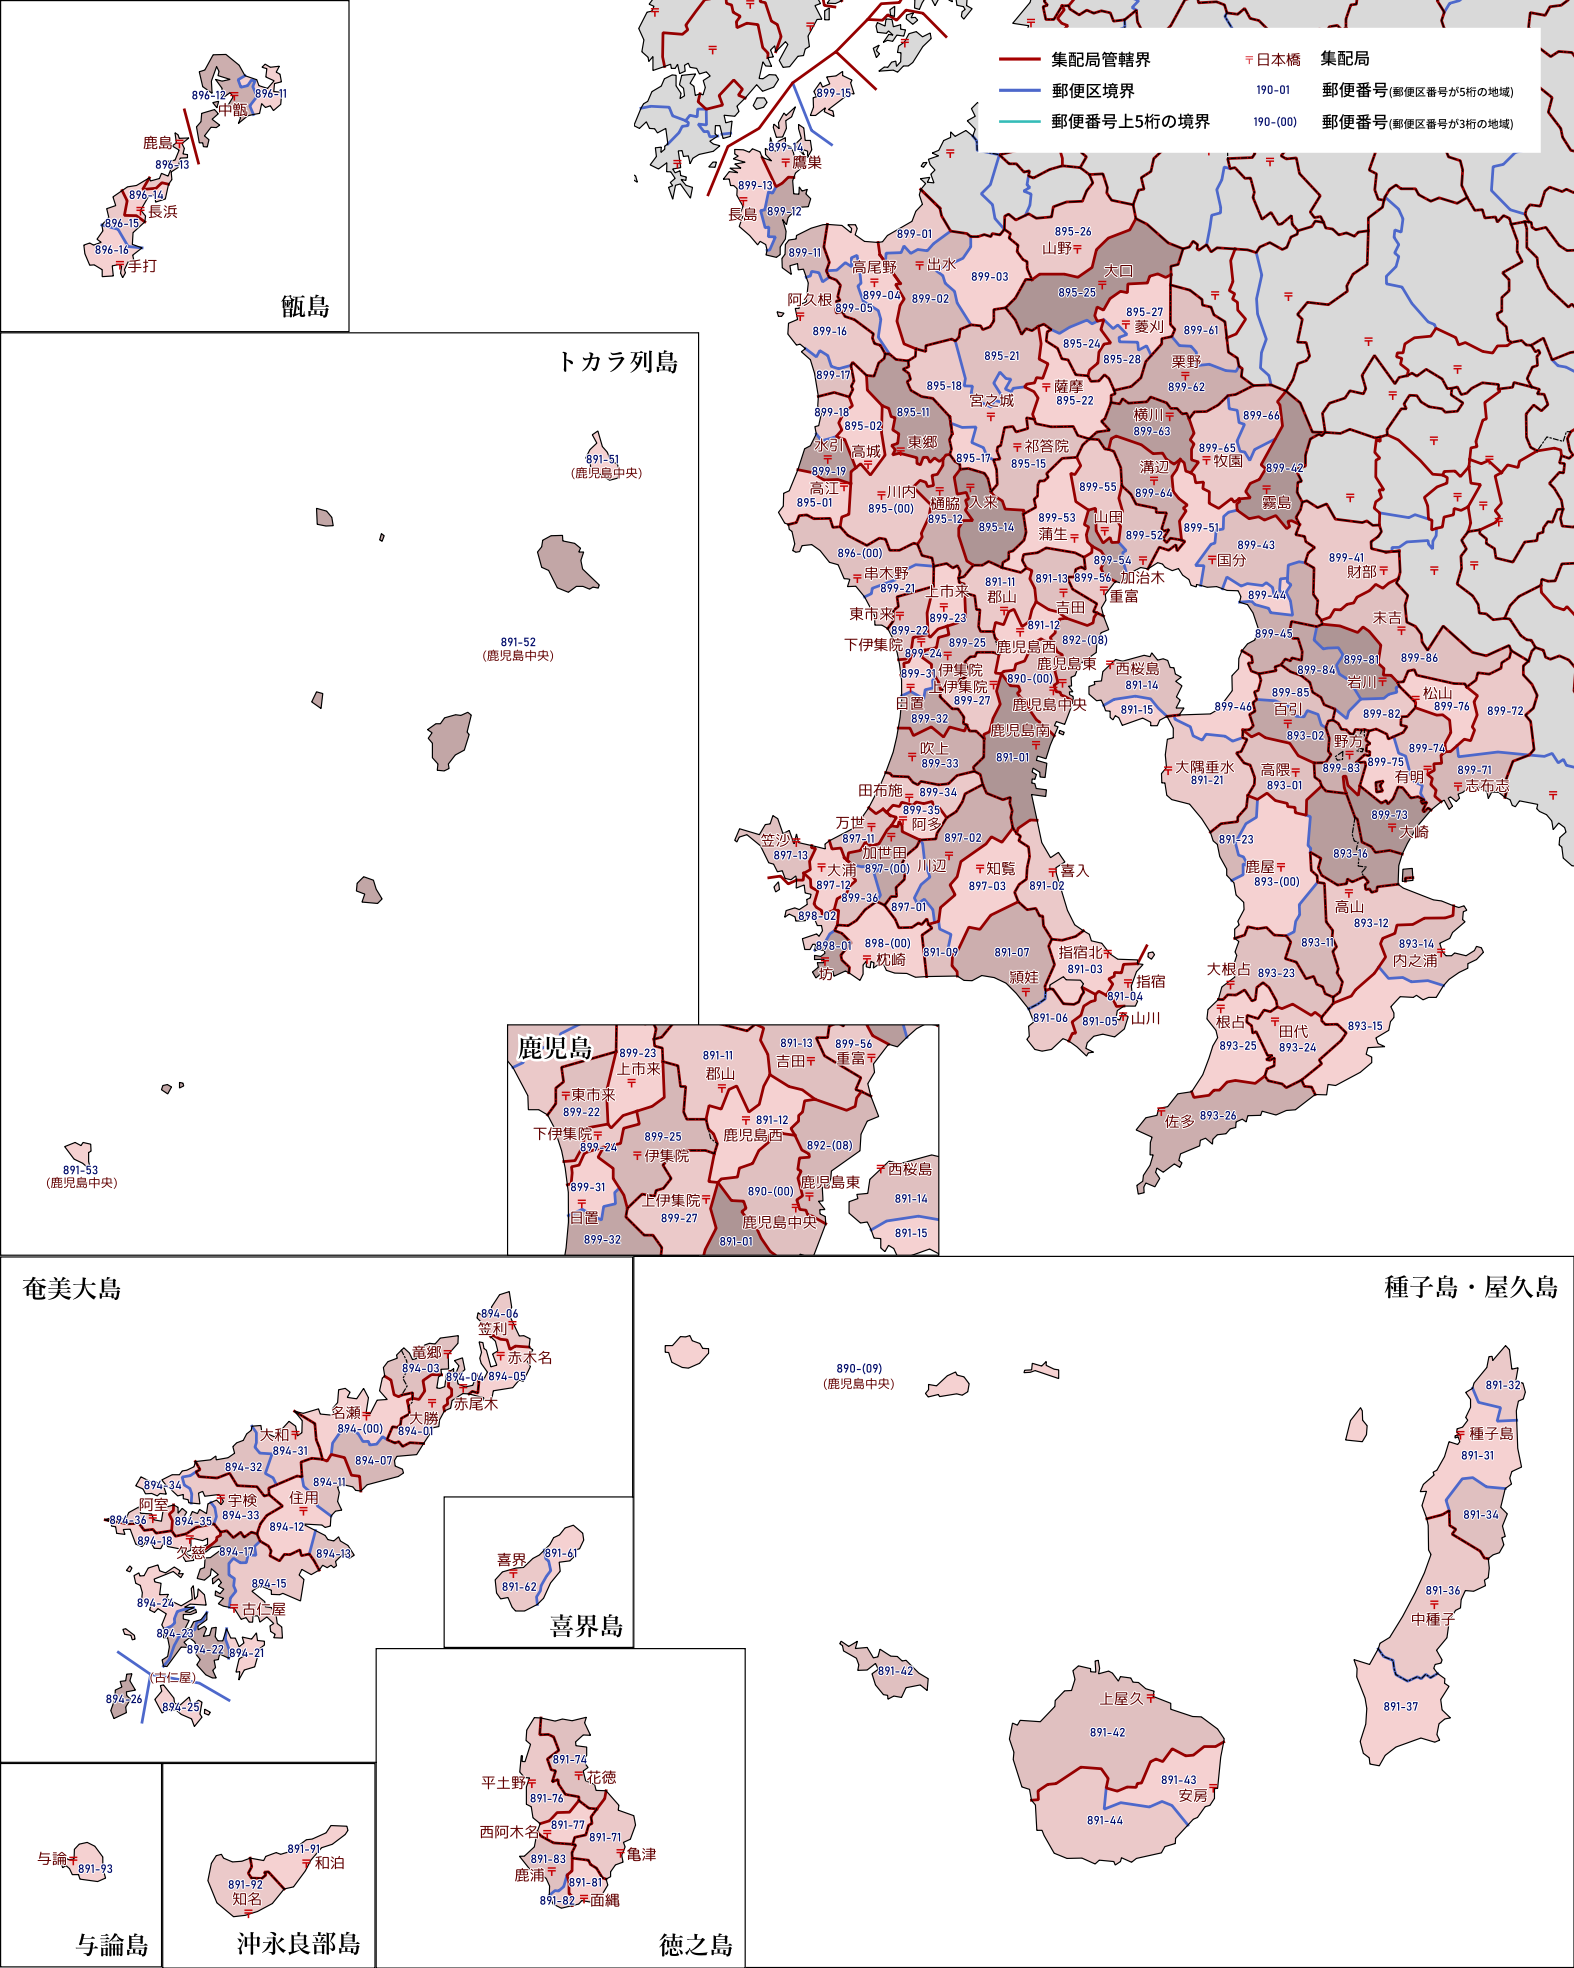 集配局管轄界
〒日本橋
集配局
郵便区境界
190-01
郵便番号(郵便区番号が5桁の地域)
郵便番号上5桁の境界
190-(00)
郵便番号(郵便区番号が3桁の地域)
896-12
896-11
中甑
鹿島
896-13
896-14
長浜
896-15
896-16
手打
甑島
トカラ列島
891-51
(鹿児島中央)
891-52
(鹿児島中央)
891-53
(鹿児島中央)
899-15
899-14
鷹巣
899-13
長島
899-12
899-11
899-01
高尾野
出水
899-03
899-04
899-02
阿久根
899-05
899-16
899-17
895-26
山野
大口
895-25
895-27
菱刈
895-24
895-28
899-61
栗野
899-62
895-21
895-18
宮之城
薩摩
895-22
895-11
東郷
899-18
895-02
水引
高城
899-19
895-17
祁答院
895-15
横川
899-63
899-66
899-65
牧園
899-42
霧島
溝辺
899-64
高江
895-01
川内
895-(00)
樋脇
895-12
入来
895-14
899-55
899-53
蒲生
山田
899-52
899-51
899-54
加治木
899-56
重富
国分
899-43
899-44
899-45
899-41
財部
末吉
899-86
896-(00)
串木野
899-21
東市来
899-22
上市来
899-23
891-11
郡山
891-13
吉田
891-12
892-(08)
下伊集院
899-24
899-25
伊集院
鹿児島西
鹿児島東
899-31
上伊集院
899-27
890-(00)
鹿児島中央
日置
899-32
鹿児島南
891-01
西桜島
891-14
891-15
899-84
899-81
岩川
899-85
百引
893-02
899-82
松山
899-76
899-72
899-46
野方
899-83
899-75
899-74
有明
899-71
志布志
大隅垂水
891-21
高隈
893-01
899-73
大崎
893-16
吹上
899-33
田布施
899-34
899-35
阿多
万世
897-11
加世田
897-(00)
897-02
川辺
知覧
897-03
喜入
891-02
笠沙
897-13
大浦
897-12
899-36
897-01
898-02
898-01
坊
898-(00)
枕崎
891-09
891-07
頴娃
指宿北
891-03
指宿
891-04
891-06
891-05
山川
891-23
鹿屋
893-(00)
高山
893-12
893-11
893-14
内之浦
大根占
893-23
根占
893-25
田代
893-24
893-15
佐多
893-26
鹿児島
899-23
上市来
891-11
郡山
891-13
吉田
899-56
重富
東市来
899-22
891-12
鹿児島西
下伊集院
899-24
899-25
伊集院
892-(08)
899-31
日置
上伊集院
899-27
890-(00)
鹿児島東
鹿児島中央
899-32
891-01
西桜島
891-14
891-15
奄美大島
894-06
笠利
赤木名
竜郷
894-03
894-04
894-05
赤尾木
名瀬
894-(00)
大勝
894-01
大和
894-31
894-32
894-07
894-34
894-11
住用
阿室
宇検
894-33
894-36
894-35
894-12
894-18
久慈
894-17
894-13
894-15
894-24
古仁屋
894-23
894-22
894-21
(古仁屋)
894-26
894-25
喜界
891-61
891-62
喜界島
種子島・屋久島
890-(09)
(鹿児島中央)
891-32
種子島
891-31
891-34
891-36
中種子
891-37
891-42
上屋久
891-42
891-43
安房
891-44
与論
891-93
与論島
891-91
和泊
891-92
知名
沖永良部島
891-74
平土野
花徳
891-76
西阿木名
891-77
891-71
亀津
891-83
鹿浦
891-81
891-82
面縄
徳之島